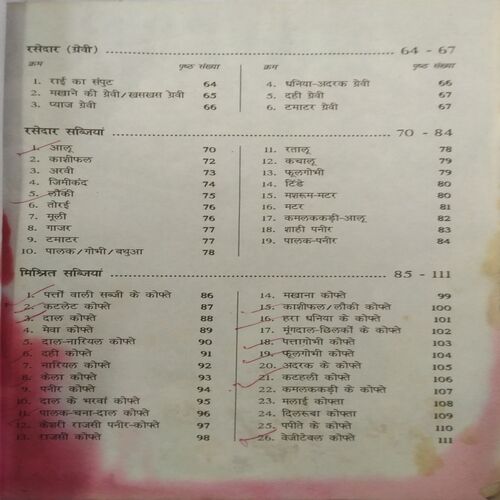 रसेदार (ग्रेवी) 64 - 67
क्रम पृष्ठ संख्या
1. राई का संपुट 64
2. मखाने की ग्रेवी/खसखस ग्रेवी 65
3. प्याज ग्रेवी 66
क्रम पृष्ठ संख्या
4. धनिया-अदरक ग्रेवी 66
5. दही ग्रेवी 67
6. टमाटर ग्रेवी 67
रसेदार सब्जियां 70 - 84
1. आलू 70
2. काशीफल 72
3. अरवी 73
4. जिमीकंद 74
5. लौकी 75
6. तोरई 76
7. मूली 76
8. गाजर 77
9. टमाटर 77
10. पालक/गोभी/बथुआ 78
11. रतालू 78
12. कचालू 79
13. फूलगोभी 79
14. टिंडे 80
15. मशरूम-मटर 80
16. मटर 81
17. कमलककड़ी-आलू 82
18. शाही पनीर 83
19. पालक-पनीर 84
मिश्रित सब्जियां 85 - 111
1. पत्तों वाली सब्जी के कोफ्ते 86
2. कटलेट कोफ्ते 87
3. दाल कोफ्ते 88
4. मेवा कोफ्ते 89
5. दाल-नारियल कोफ्ते 90
6. दही कोफ्ते 91
7. नारियल कोफ्ते 92
8. केला कोफ्ते 93
9. पनीर कोफ्ते 94
10. दाल के भरवां कोफ्ते 95
11. पालक-चना-दाल कोफ्ते 96
12. केशरी राजसी पनीर-कोफ्ते 97
13. राजसी कोफ्ते 98
14. मखाना कोफ्ते 99
15. काशीफल/लौकी कोफ्ते 100
16. हरा धनिया के कोफ्ते 101
17. मूंगदाल-छिलकों के कोफ्ते 102
18. पत्तागोभी कोफ्ते 103
19. फूलगोभी कोफ्ते 104
20. अदरक के कोफ्ते 105
21. कटहली कोफ्ते 106
22. कमलककड़ी के कोफ्ते 107
23. मलाई कोफ्ता 108
24. दिलरूबा कोफ्ता 109
25. पपीते के कोफ्ते 110
26. वेजीटेबल कोफ्ते 111